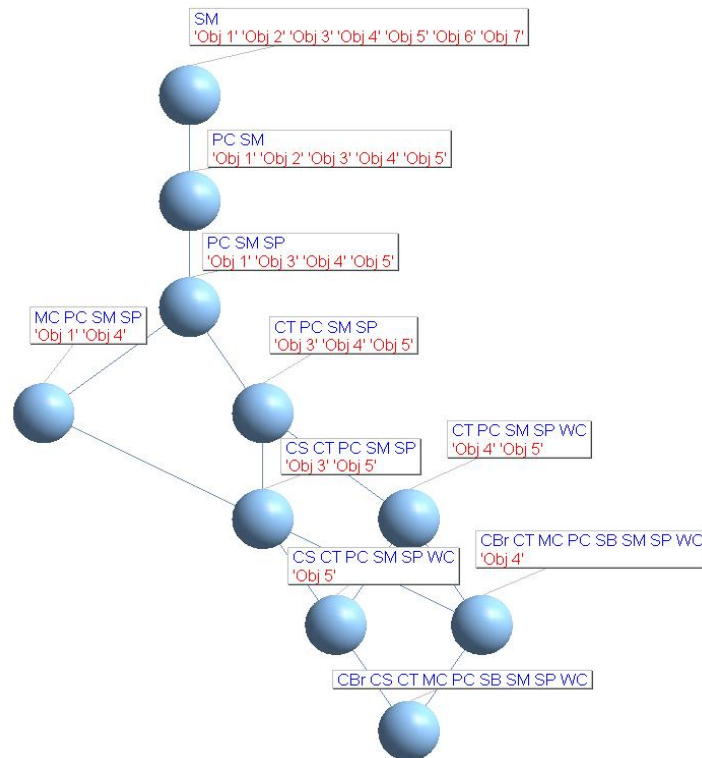 SM
'Obj 1' 'Obj 2' 'Obj 3' 'Obj 4' 'Obj 5' 'Obj 6' 'Obj 7'
PC SM
'Obj 1' 'Obj 2' 'Obj 3' 'Obj 4' 'Obj 5'
PC SM SP
'Obj 1' 'Obj 3' 'Obj 4' 'Obj 5'
MC PC SM SP
'Obj 1' 'Obj 4'
CT PC SM SP
'Obj 3' 'Obj 4' 'Obj 5'
CS CT PC SM SP
'Obj 3' 'Obj 5'
CT PC SM SP WC
'Obj 4' 'Obj 5'
CS CT PC SM SP WC
'Obj 5'
CBr CT MC PC SB SM SP WC
'Obj 4'
CBr CS CT MC PC SB SM SP WC